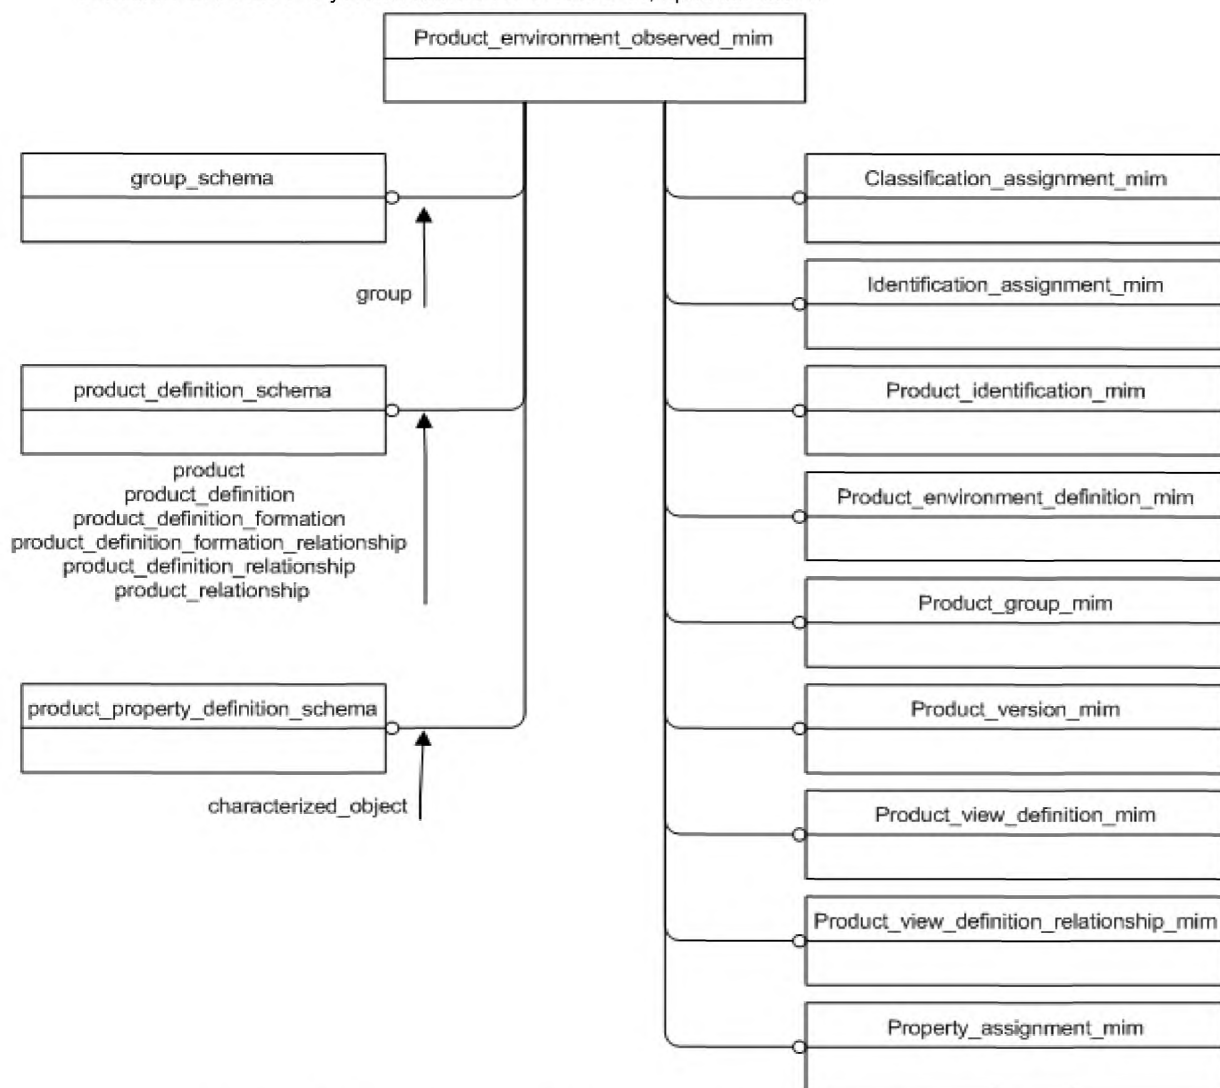 Product_environment_observed_mim
group_schema
group
product_definition_schema
product
product_definition
product_definition_formation
product_definition_formation_relationship
product_definition_relationship
product_relationship
product_property_definition_schema
characterized_object
Classification_assignment_mim
Identification_assignment_mim
Product_identification_mim
Product_environment_definition_mim
Product_group_mim
Product_version_mim
Product_view_definition_mim
Product_view_definition_relationship_mim
Property_assignment_mim